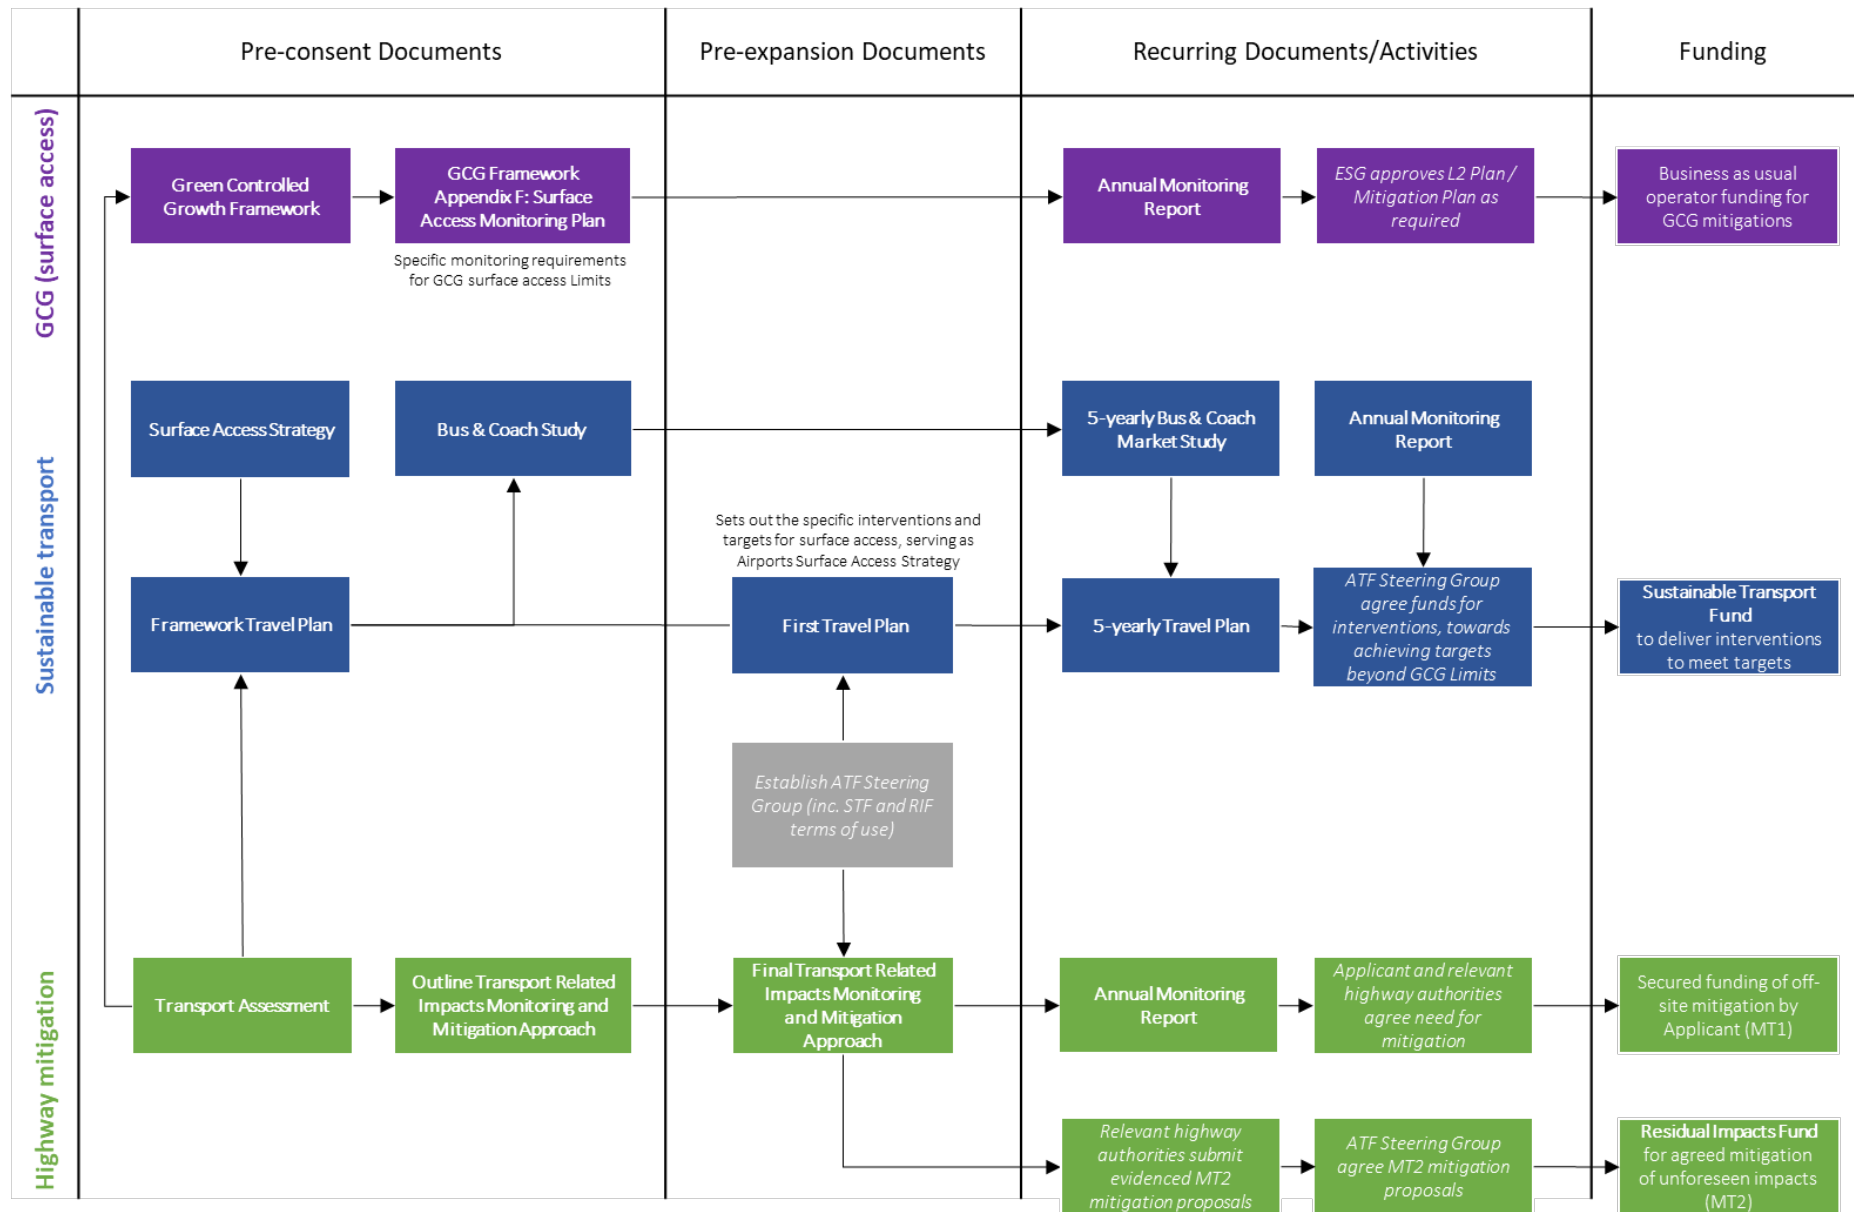 Pre-consent Documents
Pre-expansion Documents
Recurring Documents/Activities
Funding
GCG (surface access)
Green Controlled
Growth Framework
GCG Framework
Appendix F: Surface
Access Monitoring Plan
Specific monitoring requirements
for GCG surface access Limits
Annual Monitoring
Report
ESG approves L2 Plan /
Mitigation Plan as
required
Business as usual
operator funding for
GCG mitigations
Sustainable transport
Surface Access Strategy
Bus & Coach Study
5-yearly Bus & Coach
Market Study
Annual Monitoring
Report
Sets out the specific interventions and
targets for surface access, serving as
Airports Surface Access Strategy
Framework Travel Plan
First Travel Plan
5-yearly Travel Plan
ATF Steering Group
agree funds for
interventions, towards
achieving targets
beyond GCG Limits
Sustainable Transport
Fund
to deliver interventions
to meet targets
Establish ATF Steering
Group (inc. STF and RIF
terms of use)
Highway mitigation
Transport Assessment
Outline Transport Related
Impacts Monitoring and
Mitigation Approach
Final Transport Related
Impacts Monitoring
and Mitigation
Approach
Annual Monitoring
Report
Applicant and relevant
highway authorities
agree need for
mitigation
Secured funding of off-
site mitigation by
Applicant (MT1)
Relevant highway
authorities submit
evidenced MT2
mitigation proposals
ATF Steering Group
agree MT2 mitigation
proposals
Residual Impacts Fund
for agreed mitigation
of unforeseen impacts
(MT2)